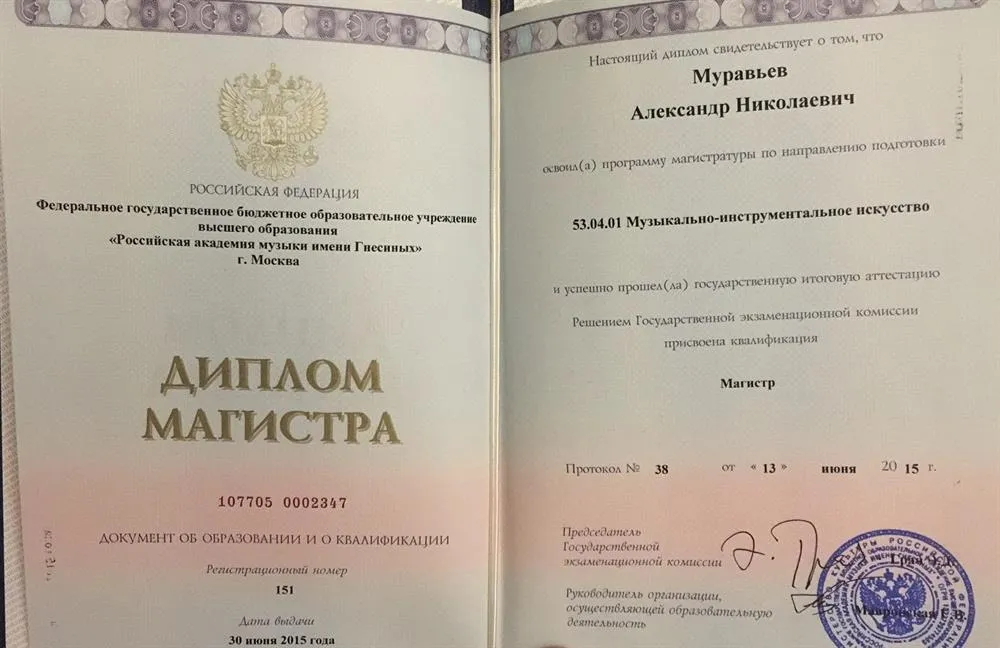 РОССИЙСКАЯ ФЕДЕРАЦИЯ
Федеральное государственное бюджетное образовательное учреждение
высшего образования
«Российская академия музыки имени Гнесиных»
г. Москва
ДИПЛОМ
МАГИСТРА
107705 0002347
ДОКУМЕНТ ОБ ОБРАЗОВАНИИ И О КВАЛИФИКАЦИИ
Регистрационный номер
151
Дата выдачи
30 июня 2015 года
Настоящий диплом свидетельствует о том, что
Муравьев
Александр Николаевич
освоил(а) программу магистратуры по направлению подготовки
53.04.01 Музыкально-инструментальное искусство
и успешно прошел(ла) государственную итоговую аттестацию
Решением Государственной экзаменационной комиссии
присвоена квалификация
Магистр
Протокол № 38 от « 13 » июня 20 15 г.
Председатель
Государственной
экзаменационной комиссии
Руководитель организации,
осуществляющей образовательную
деятельность